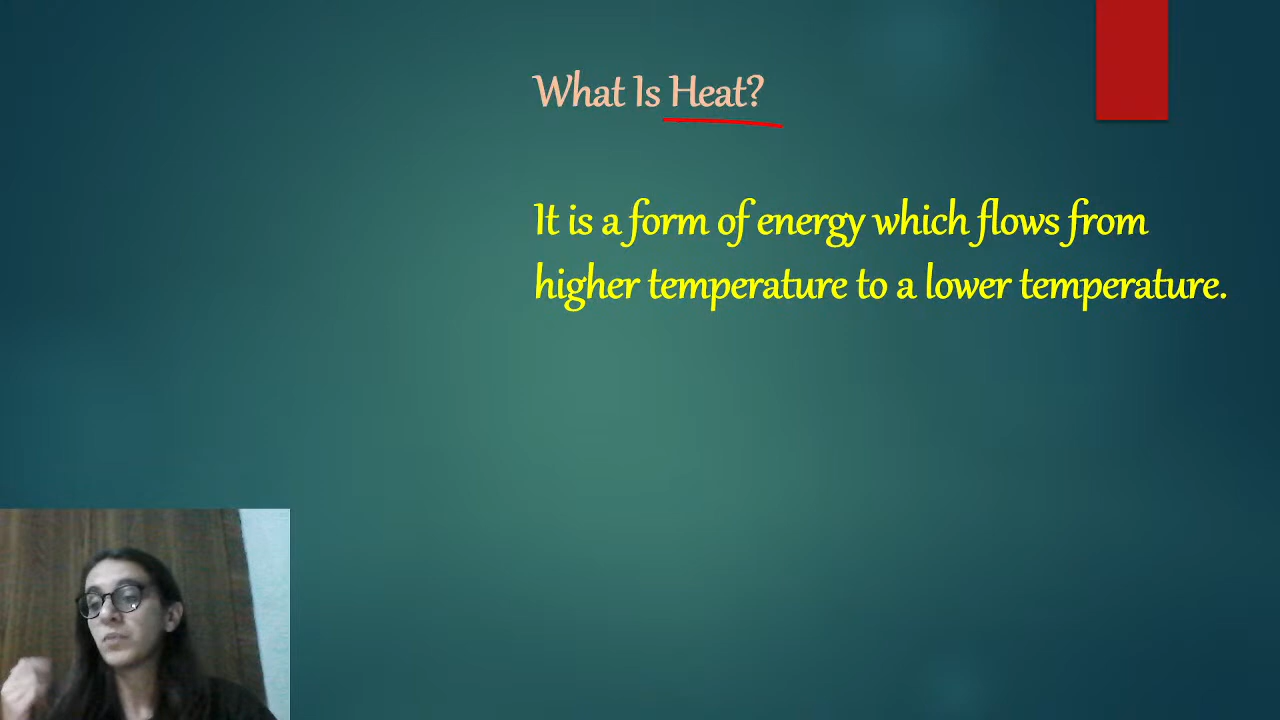 What Is Heat?
It is a form of energy which flows from
higher temperature to a lower temperature.